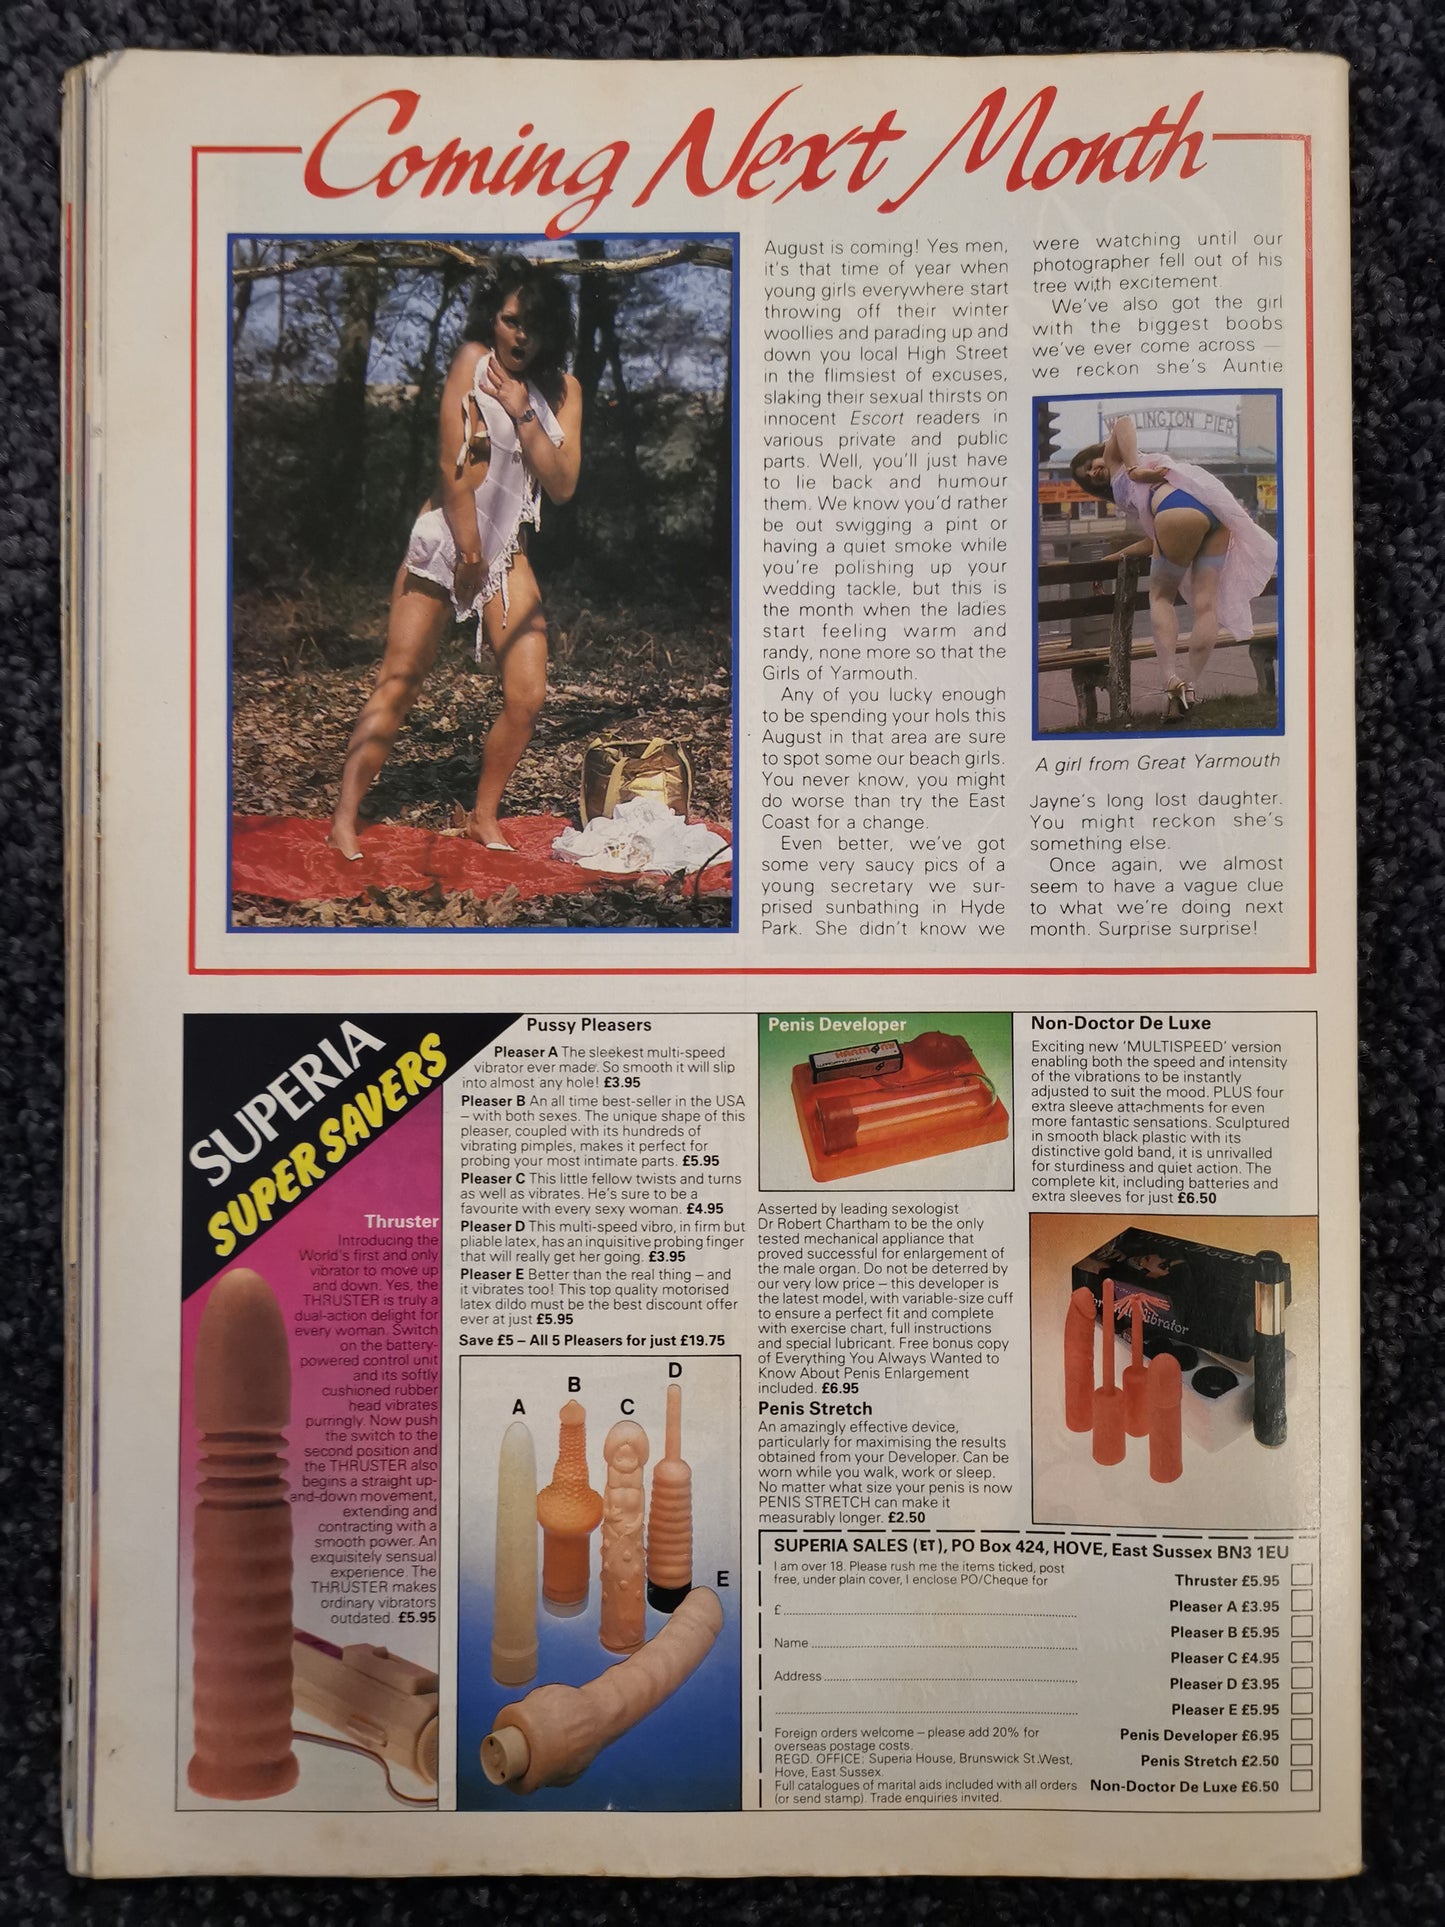 Coming Next Month
August is coming! Yes men,
it's that time of year when
young girls everywhere start
throwing off their winter
woollies and parading up and
down you local High Street
in the flimsiest of excuses,
slaking their sexual thirsts on
innocent Escort readers in
various private and public
parts. Well, you'll just have
to lie back and humour
them. We know you'd rather
be out swigging a pint or
having a quiet smoke while
you're polishing up your
wedding tackle, but this is
the month when the ladies
start feeling warm and
randy, none more so that the
Girls of Yarmouth.
Any of you lucky enough
to be spending your hols this
August in that area are sure
to spot some our beach girls.
You never know, you might
do worse than try the East
Coast for a change.
Even better, we've got
some very saucy pics of a
young secretary we sur-
prised sunbathing in Hyde
Park. She didn't know we
were watching until our
photographer fell out of his
tree with excitement.
We've also got the girl
with the biggest boobs
we've ever come across —
we reckon she's Auntie
WELLINGTON PIER
A girl from Great Yarmouth
Jayne's long lost daughter.
You might reckon she's
something else.
Once again, we almost
seem to have a vague clue
to what we're doing next
month. Surprise surprise!
SUPERIA
SUPER SAVERS
Thruster
Introducing the
World's first and only
vibrator to move up
and down. Yes, the
THRUSTER is truly a
dual-action delight for
every woman. Switch
on the battery-
powered control unit
and its softly
cushioned rubber
head vibrates
purringly. Now push
the switch to the
second position and
the THRUSTER also
begins a straight up-
and-down movement,
extending and
contracting with a
smooth power. An
exquisitely sensual
experience. The
THRUSTER makes
ordinary vibrators
outdated. £5.95
Pussy Pleasers
Pleaser A The sleekest multi-speed
vibrator ever made. So smooth it will slip
into almost any hole! £3.95
Pleaser B An all time best-seller in the USA
– with both sexes. The unique shape of this
pleaser, coupled with its hundreds of
vibrating pimples, makes it perfect for
probing your most intimate parts. £5.95
Pleaser C This little fellow twists and turns
as well as vibrates. He's sure to be a
favourite with every sexy woman. £4.95
Pleaser D This multi-speed vibro, in firm but
pliable latex, has an inquisitive probing finger
that will really get her going. £3.95
Pleaser E Better than the real thing – and
it vibrates too! This top quality motorised
latex dildo must be the best discount offer
ever at just £5.95
Save £5 – All 5 Pleasers for just £19.75
A
B
C
D
E
Penis Developer
Asserted by leading sexologist
Dr Robert Chartham to be the only
tested mechanical appliance that
proved successful for enlargement of
the male organ. Do not be deterred by
our very low price – this developer is
the latest model, with variable-size cuff
to ensure a perfect fit and complete
with exercise chart, full instructions
and special lubricant. Free bonus copy
of Everything You Always Wanted to
Know About Penis Enlargement
included. £6.95
Penis Stretch
An amazingly effective device,
particularly for maximising the results
obtained from your Developer. Can be
worn while you walk, work or sleep.
No matter what size your penis is now
PENIS STRETCH can make it
measurably longer. £2.50
Non-Doctor De Luxe
Exciting new 'MULTISPEED' version
enabling both the speed and intensity
of the vibrations to be instantly
adjusted to suit the mood. PLUS four
extra sleeve attachments for even
more fantastic sensations. Sculptured
in smooth black plastic with its
distinctive gold band, it is unrivalled
for sturdiness and quiet action. The
complete kit, including batteries and
extra sleeves for just £6.50
Vibrator
SUPERIA SALES (ET), PO Box 424, HOVE, East Sussex BN3 1EU
I am over 18. Please rush me the items ticked, post
free, under plain cover, I enclose PO/Cheque for
£
Name
Address
Foreign orders welcome – please add 20% for
overseas postage costs.
REGD. OFFICE: Superia House, Brunswick St.West,
Hove, East Sussex.
Full catalogues of marital aids included with all orders
(or send stamp). Trade enquiries invited.
Thruster £5.95
Pleaser A £3.95
Pleaser B £5.95
Pleaser C £4.95
Pleaser D £3.95
Pleaser E £5.95
Penis Developer £6.95
Penis Stretch £2.50
Non-Doctor De Luxe £6.50